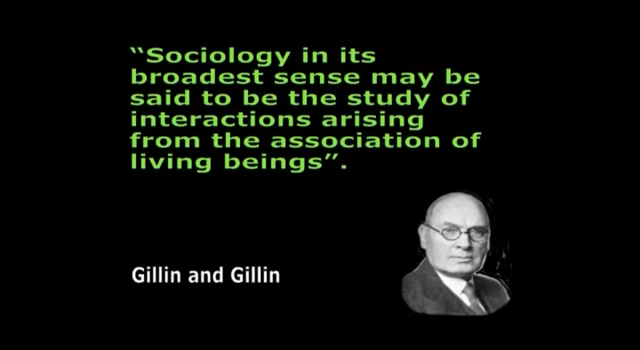 “Sociology in its
broadest sense may be
said to be the study of
interactions arising
from the association of
living beings”.
Gillin and Gillin